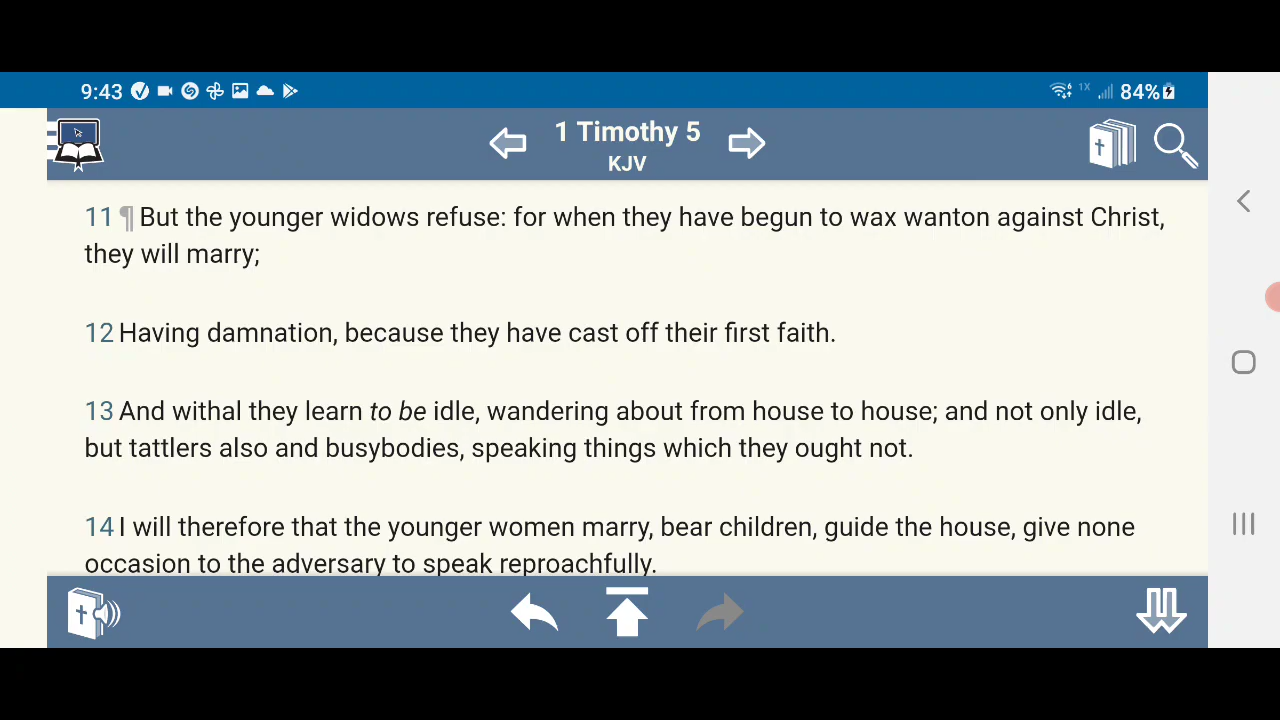 9:43 1X 84%
1 Timothy 5
KJV
11 ¶ But the younger widows refuse: for when they have begun to wax wanton against Christ,
they will marry;
12 Having damnation, because they have cast off their first faith.
13 And withal they learn to be idle, wandering about from house to house; and not only idle,
but tattlers also and busybodies, speaking things which they ought not.
14 I will therefore that the younger women marry, bear children, guide the house, give none
occasion to the adversary to speak reproachfully.